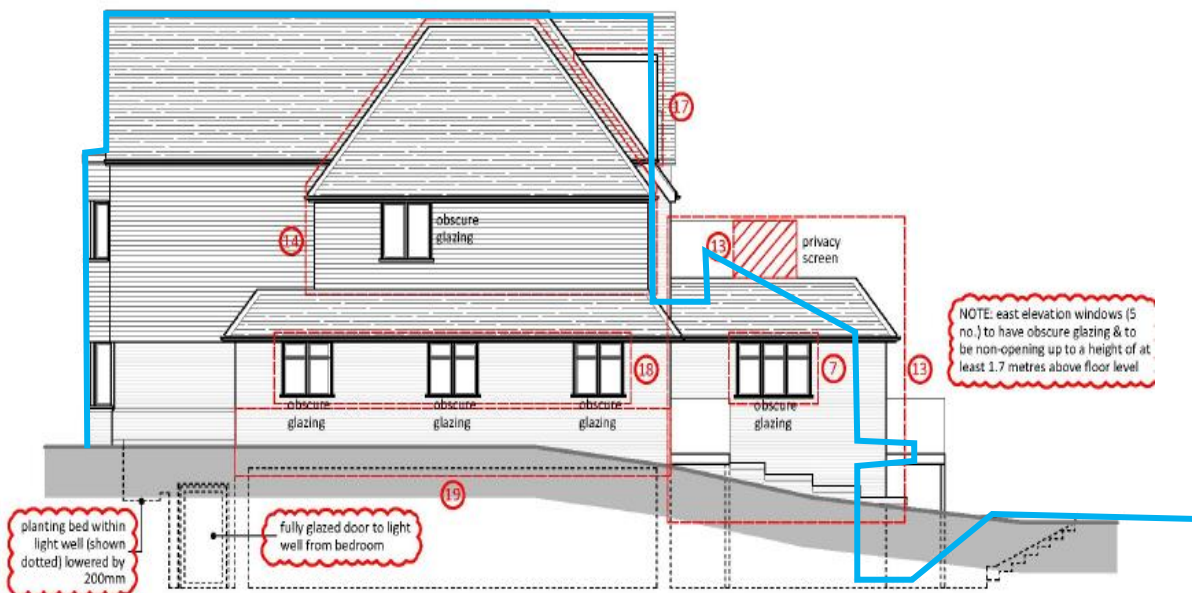 17
obscure
glazing
14
13
privacy
screen
NOTE: east elevation windows (5
no.) to have obscure glazing & to
be non-opening up to a height of at
least 1.7 metres above floor level
18
7
13
obscure
glazing
obscure
glazing
obscure
glazing
obscure
glazing
19
planting bed within
light well (shown
dotted) lowered by
200mm
fully glazed door to light
well from bedroom